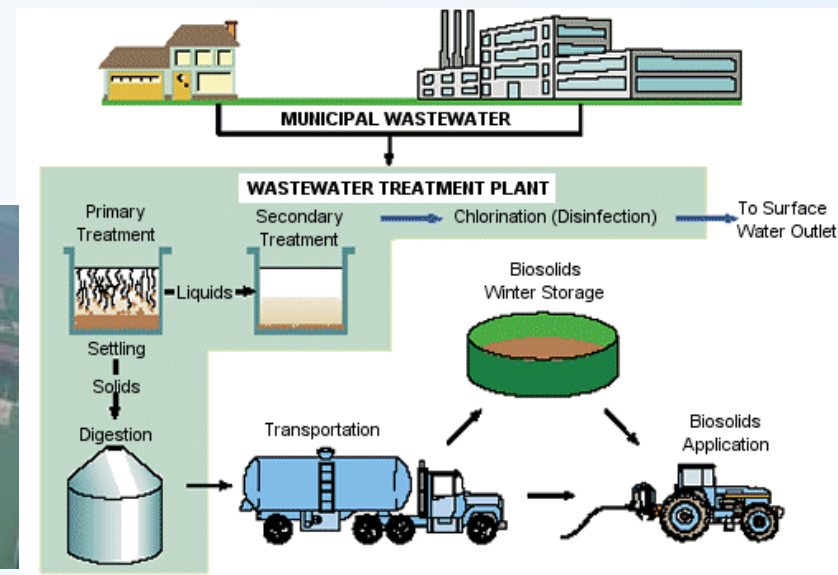 MUNICIPAL WASTEWATER
WASTEWATER TREATMENT PLANT
Primary
Treatment
Secondary
Treatment
Chlorination (Disinfection)
To Surface
Water Outlet
Liquids
Settling
Solids
Digestion
Transportation
Biosolids
Winter Storage
Biosolids
Application